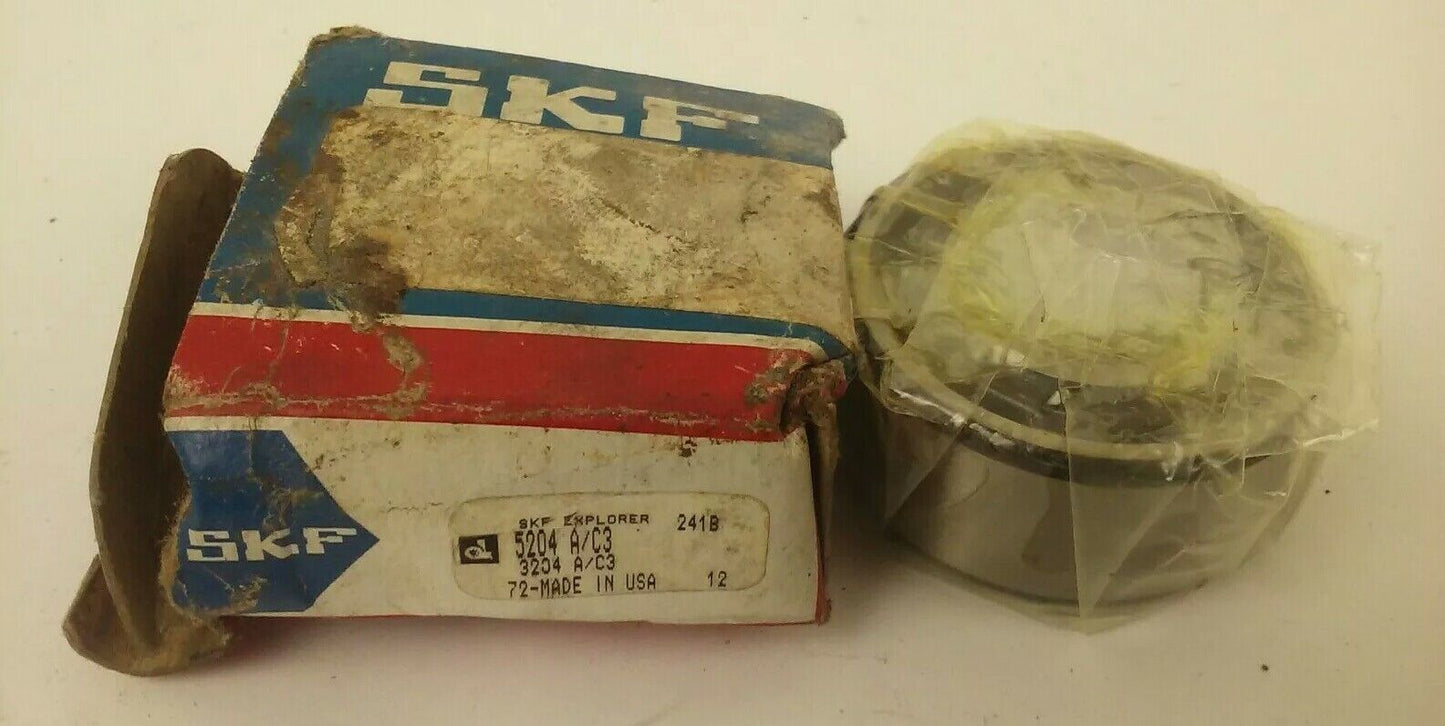 SKF
SKF
SKF EXPLORER 241B
5204 A/C3
3204 A/C3
72-MADE IN USA 12